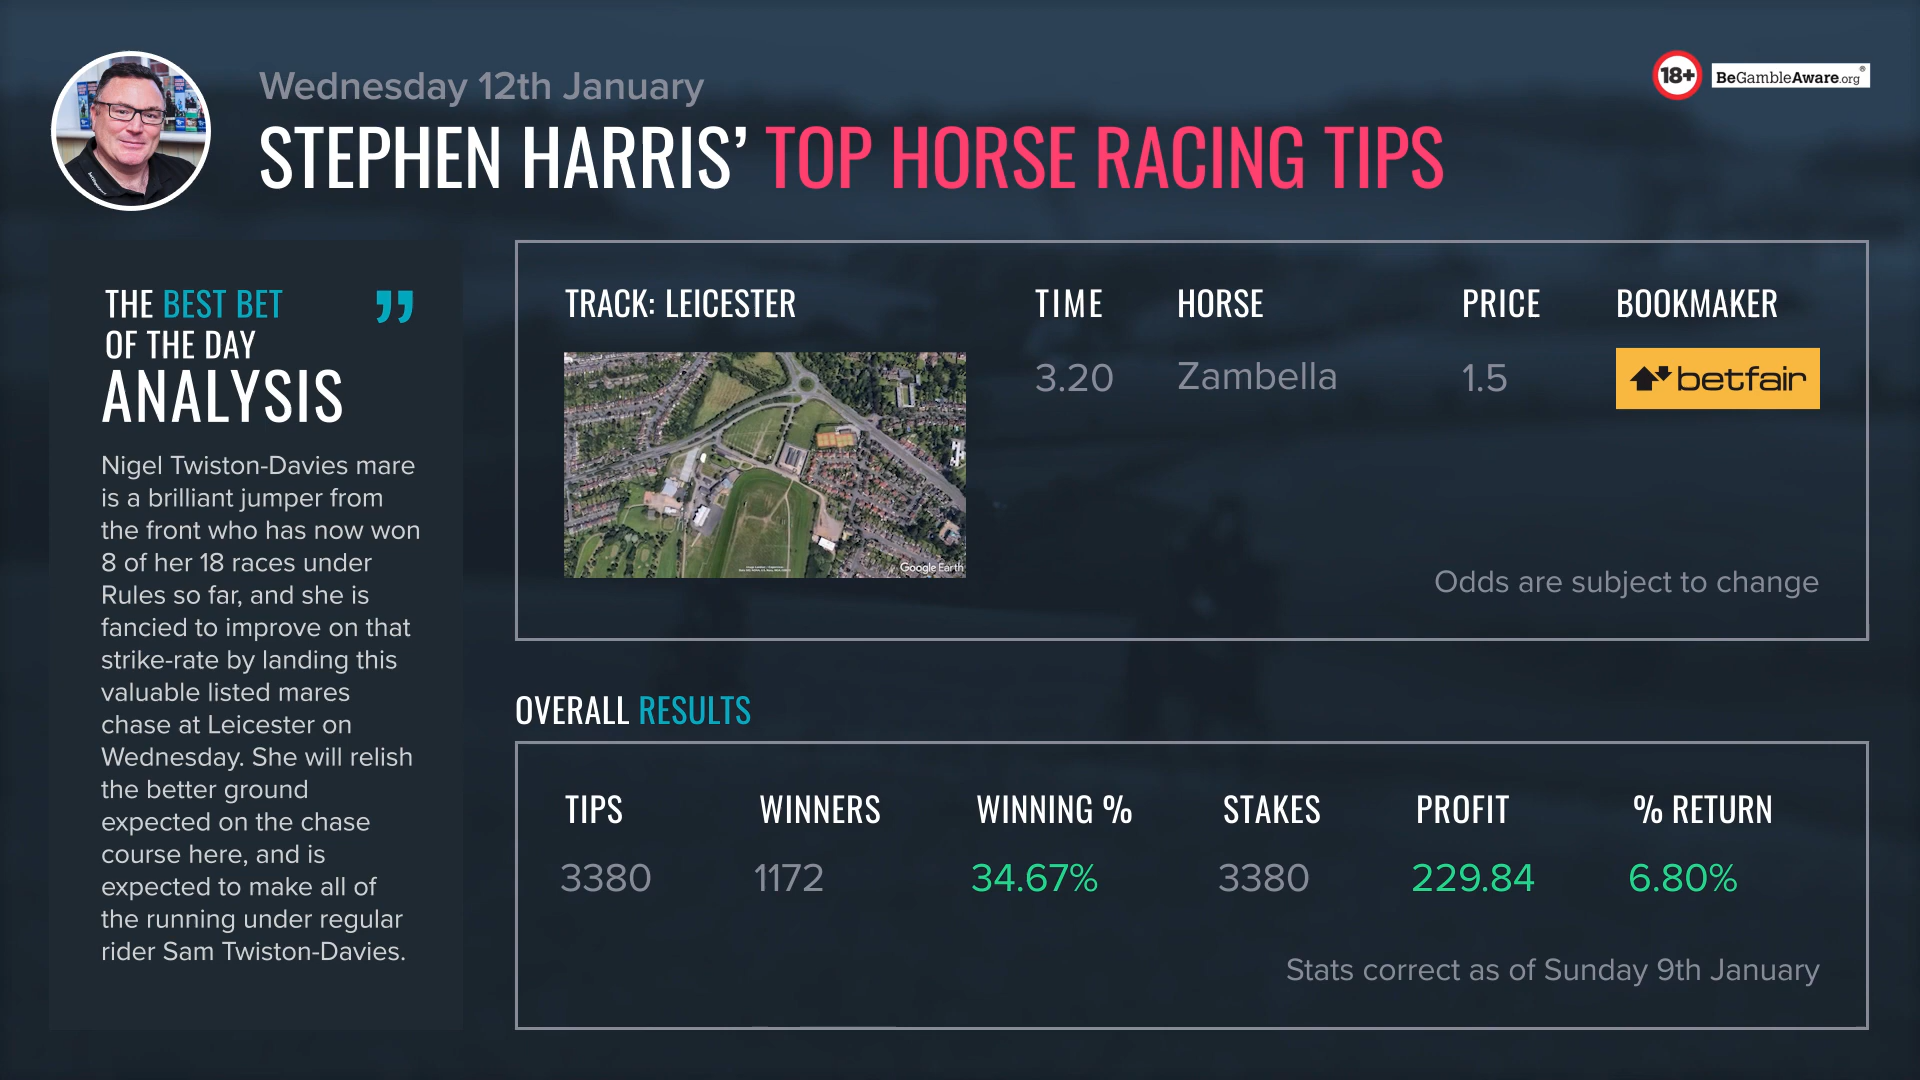 Wednesday 12th January
STEPHEN HARRIS’ TOP HORSE RACING TIPS
18+
BeGambleAware.org®
THE BEST BET
OF THE DAY
ANALYSIS
”
Nigel Twiston-Davies mare
is a brilliant jumper from
the front who has now won
8 of her 18 races under
Rules so far, and she is
fancied to improve on that
strike-rate by landing this
valuable listed mares
chase at Leicester on
Wednesday. She will relish
the better ground
expected on the chase
course here, and is
expected to make all of
the running under regular
rider Sam Twiston-Davies.
TRACK: LEICESTER
TIME HORSE PRICE BOOKMAKER
3.20 Zambella 1.5 betfair
Google Earth
Odds are subject to change
OVERALL RESULTS
TIPS WINNERS WINNING % STAKES PROFIT % RETURN
3380 1172 34.67% 3380 229.84 6.80%
Stats correct as of Sunday 9th January